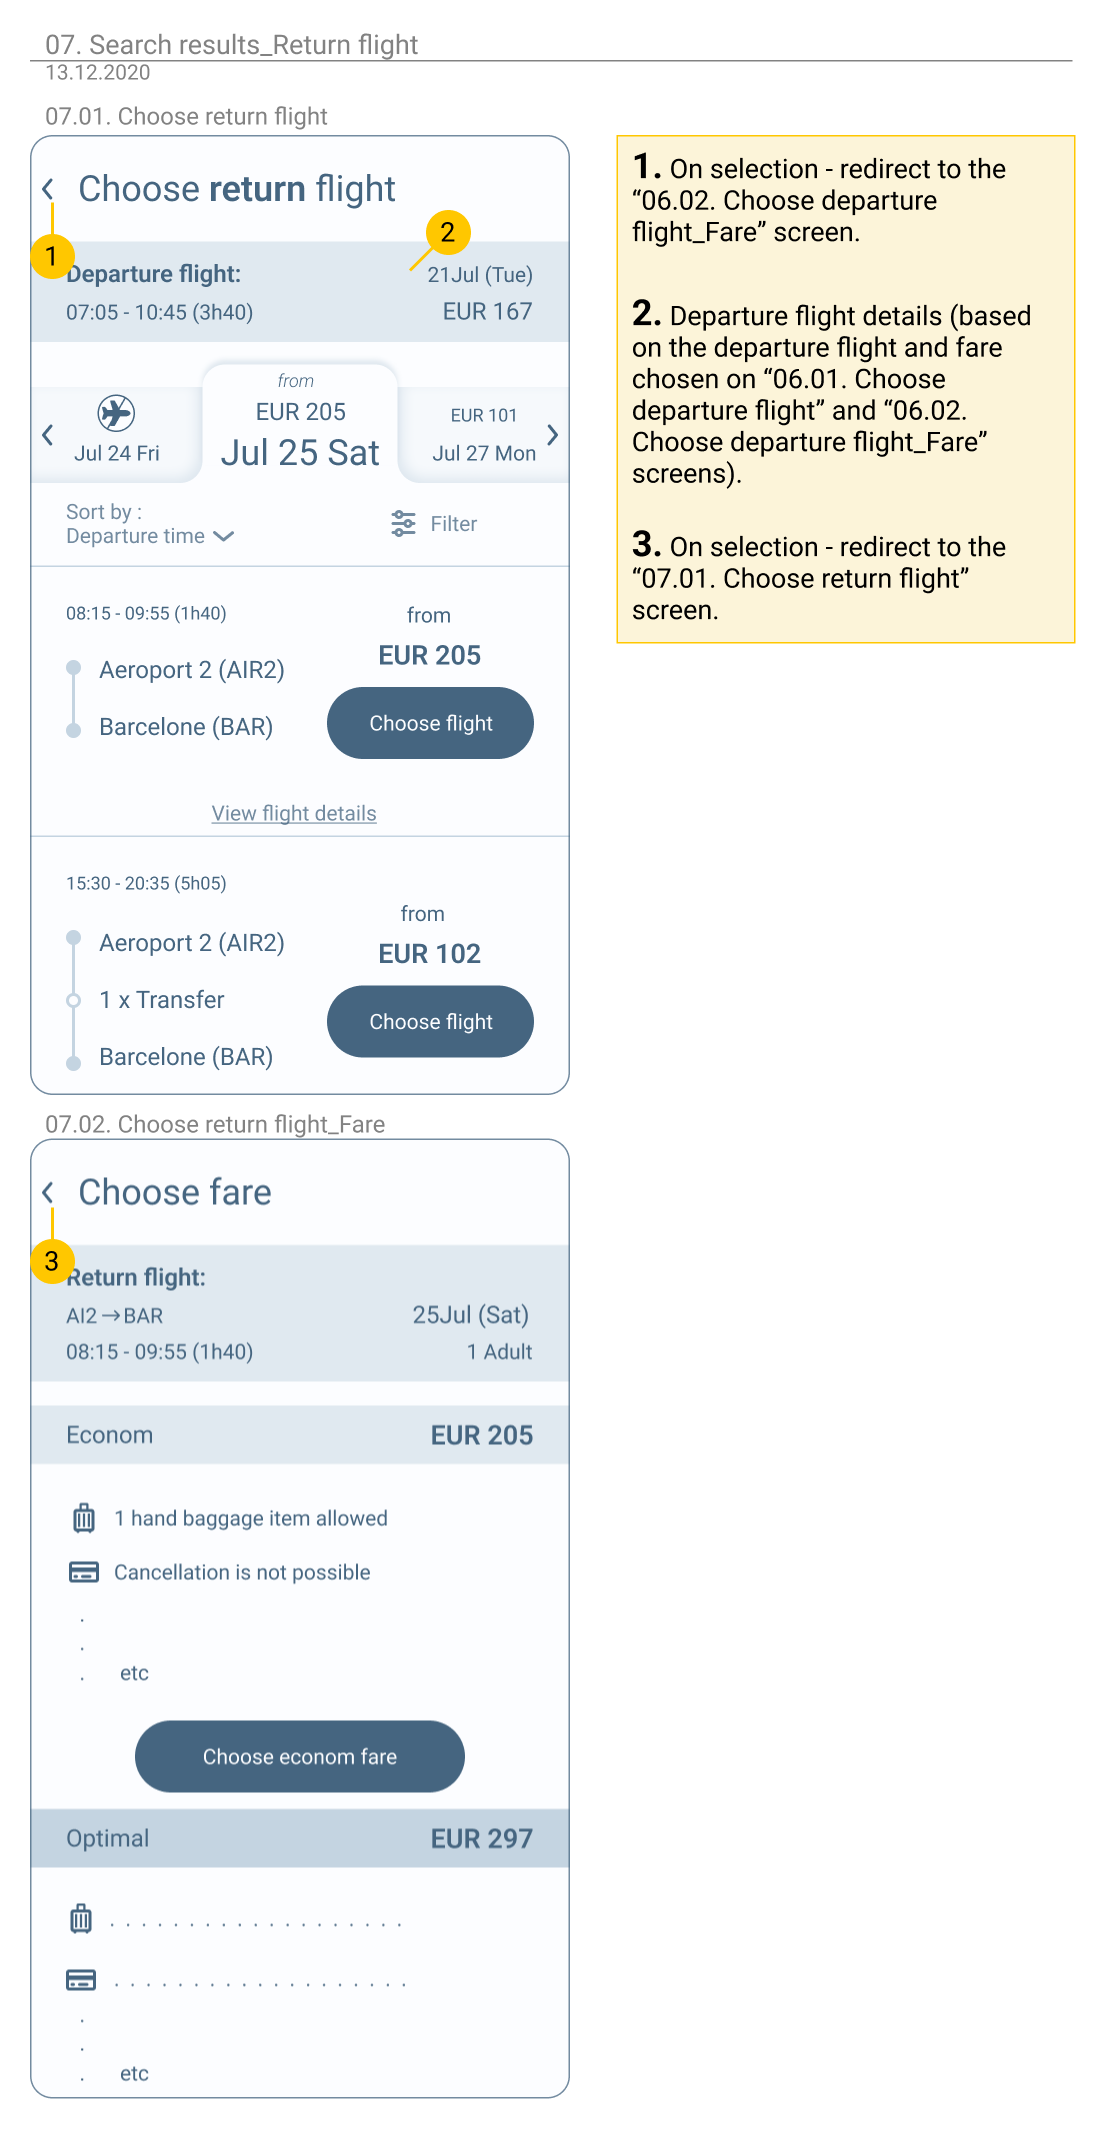 07. Search results_Return flight
13.12.2020
07.01. Choose return flight
Choose return flight
1
2
Departure flight:
21Jul (Tue)
07:05 - 10:45 (3h40)
EUR 167
Jul 24 Fri
from
EUR 205
Jul 25 Sat
EUR 101
Jul 27 Mon
Sort by :
Departure time
Filter
08:15 - 09:55 (1h40)
Aeroport 2 (AIR2)
Barcelone (BAR)
from
EUR 205
Choose flight
View flight details
15:30 - 20:35 (5h05)
Aeroport 2 (AIR2)
1 x Transfer
Barcelone (BAR)
from
EUR 102
Choose flight
1. On selection - redirect to the
“06.02. Choose departure
flight_Fare” screen.
2. Departure flight details (based
on the departure flight and fare
chosen on “06.01. Choose
departure flight” and “06.02.
Choose departure flight_Fare”
screens).
3. On selection - redirect to the
“07.01. Choose return flight”
screen.
07.02. Choose return flight_Fare
Choose fare
3
Return flight:
AI2 → BAR
25Jul (Sat)
08:15 - 09:55 (1h40)
1 Adult
Econom
EUR 205
1 hand baggage item allowed
Cancellation is not possible
.
.
. etc
Choose econom fare
Optimal
EUR 297
. . . . . . . . . . . . . . . . . . .
. . . . . . . . . . . . . . . . . . .
.
.
. etc